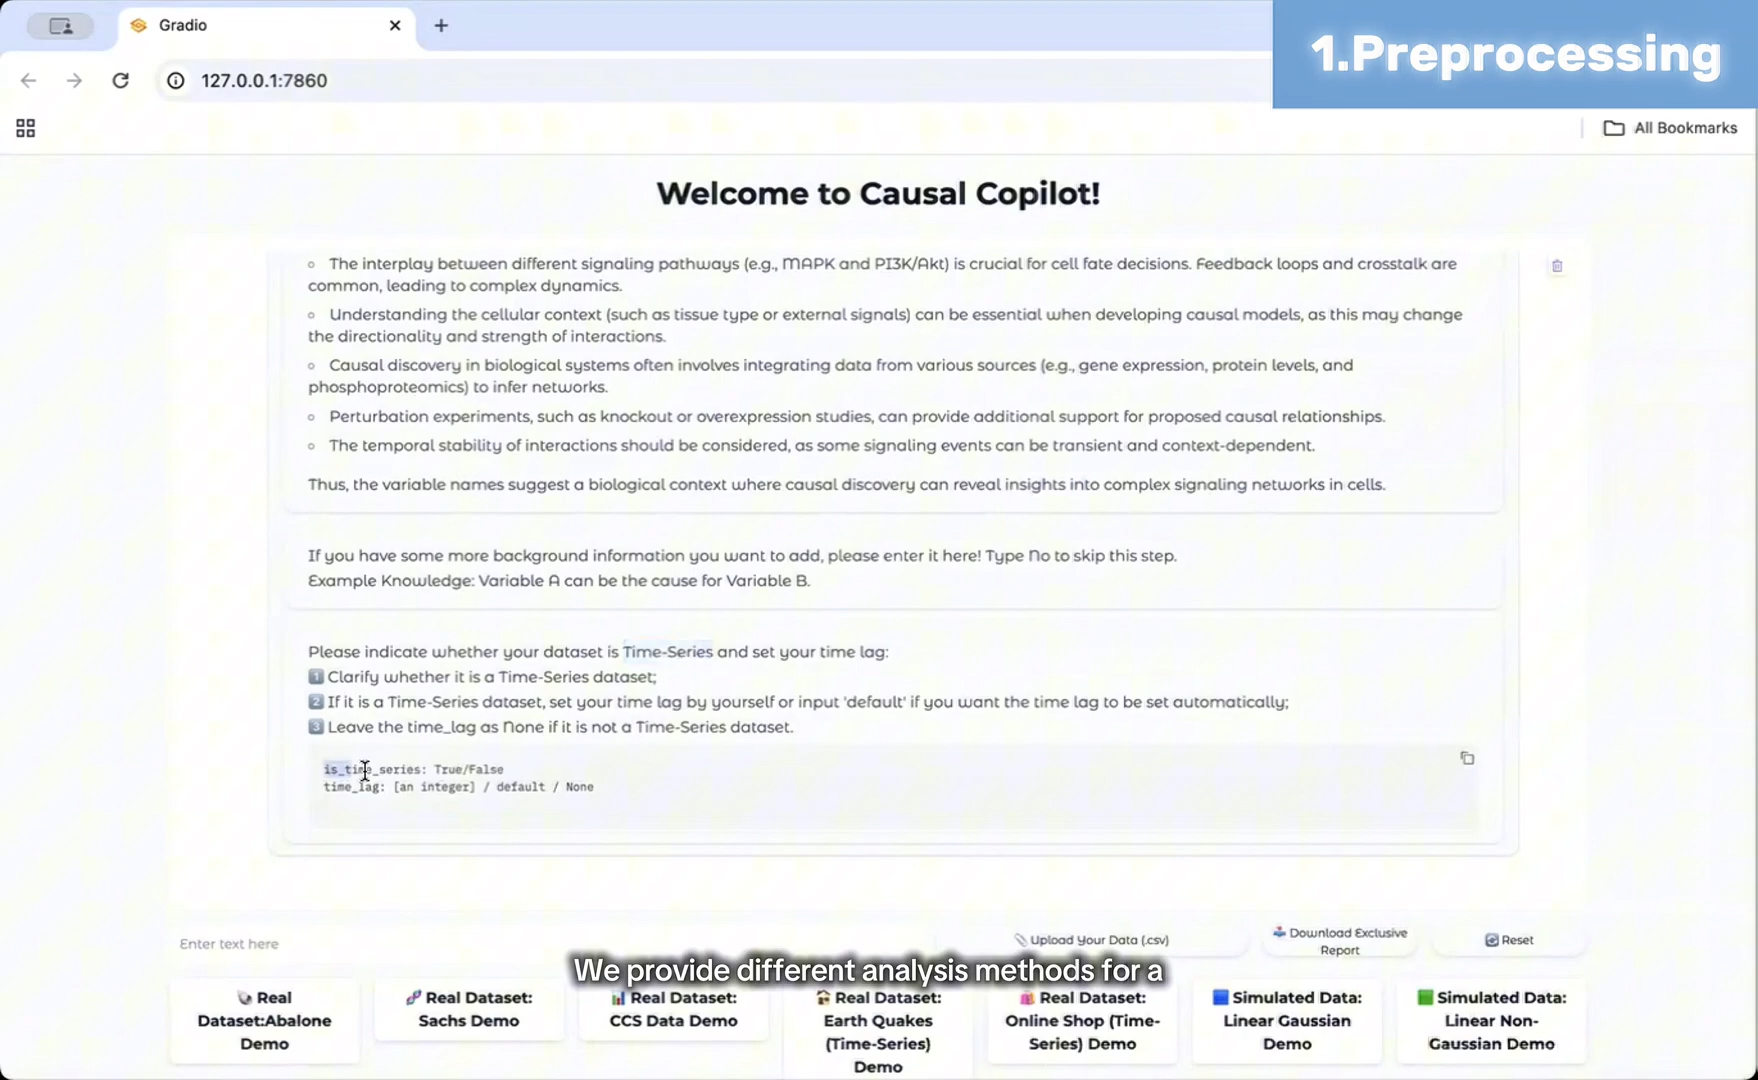 Gradio
1.Preprocessing
127.0.0.1:7860
All Bookmarks
Welcome to Causal Copilot!
The interplay between different signaling pathways (e.g., MAPK and PI3K/Akt) is crucial for cell fate decisions. Feedback loops and crosstalk are
common, leading to complex dynamics.
Understanding the cellular context (such as tissue type or external signals) can be essential when developing causal models, as this may change
the directionality and strength of interactions.
Causal discovery in biological systems often involves integrating data from various sources (e.g., gene expression, protein levels, and
phosphoproteomics) to infer networks.
Perturbation experiments, such as knockout or overexpression studies, can provide additional support for proposed causal relationships.
The temporal stability of interactions should be considered, as some signaling events can be transient and context-dependent.
Thus, the variable names suggest a biological context where causal discovery can reveal insights into complex signaling networks in cells.
If you have some more background information you want to add, please enter it here! Type No to skip this step.
Example Knowledge: Variable A can be the cause for Variable B.
Please indicate whether your dataset is Time-Series and set your time lag:
1 Clarify whether it is a Time-Series dataset;
2 If it is a Time-Series dataset, set your time lag by yourself or input 'default' if you want the time lag to be set automatically;
3 Leave the time_lag as None if it is not a Time-Series dataset.
is_time_series: True/False
time_lag: [an integer] / default / None
Enter text here
Upload Your Data (.csv)
Download Exclusive
Report
Reset
We provide different analysis methods for a
Real
Dataset:Abalone
Demo
Real Dataset:
Sachs Demo
Real Dataset:
CCS Data Demo
Real Dataset:
Earth Quakes
(Time-Series)
Demo
Real Dataset:
Online Shop (Time-
Series) Demo
Simulated Data:
Linear Gaussian
Demo
Simulated Data:
Linear Non-
Gaussian Demo